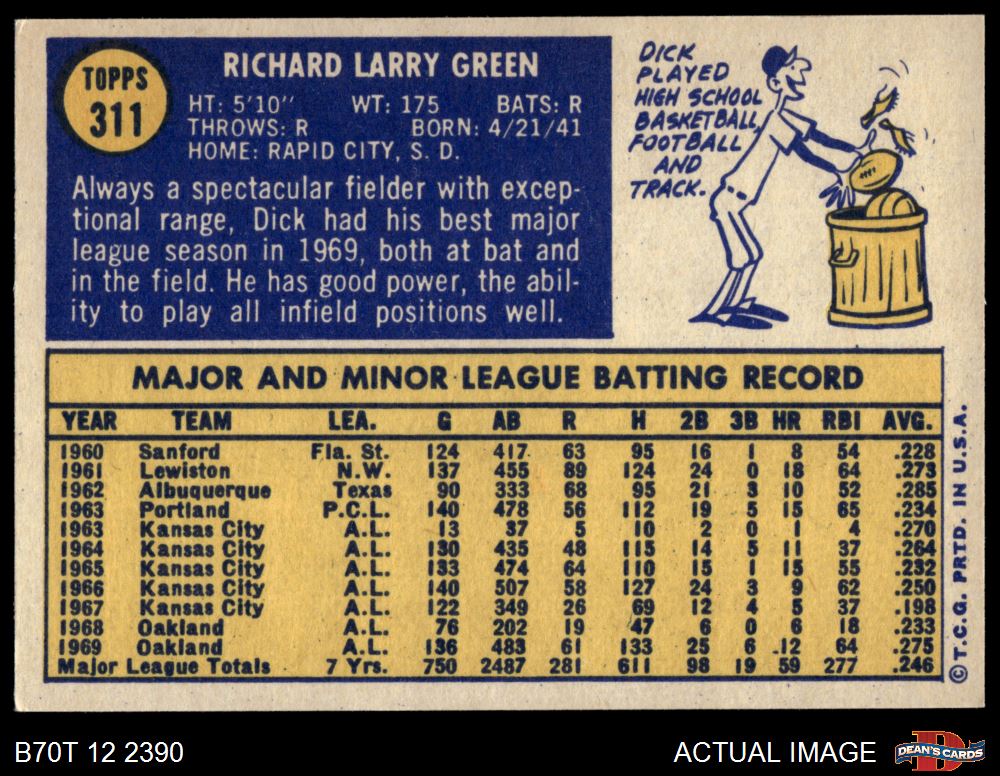 TOPPS
311
RICHARD LARRY GREEN
HT: 5'10" WT: 175 BATS: R
THROWS: R BORN: 4/21/41
HOME: RAPID CITY, S. D.
Always a spectacular fielder with excep-
tional range, Dick had his best major
league season in 1969, both at bat and
in the field. He has good power, the abil-
ity to play all infield positions well.
DICK
PLAYED
HIGH SCHOOL
BASKETBALL,
FOOTBALL
AND
TRACK.
MAJOR AND MINOR LEAGUE BATTING RECORD
YEAR TEAM LEA. G AB R H 2B 3B HR RBI AVG.
1960 Sanford Fla. St. 124 417 63 95 16 1 8 54 .228
1961 Lewiston N.W. 137 455 89 124 24 0 18 64 .273
1962 Albuquerque Texas 90 333 68 95 21 3 10 52 .285
1963 Portland P.C.L. 140 478 56 112 19 5 15 65 .234
1963 Kansas City A.L. 13 37 5 10 2 0 1 4 .270
1964 Kansas City A.L. 130 435 48 115 14 5 11 37 .264
1965 Kansas City A.L. 133 474 64 110 15 1 15 55 .232
1966 Kansas City A.L. 140 507 58 127 24 3 9 62 .250
1967 Kansas City A.L. 122 349 26 69 12 4 5 37 .198
1968 Oakland A.L. 76 202 19 47 6 0 6 18 .233
1969 Oakland A.L. 136 483 61 133 25 6 12 64 .275
Major League Totals 7 Yrs. 750 2487 281 611 98 19 59 277 .246
© T.C.G. PRTD. IN U.S.A.
B70T 12 2390
ACTUAL IMAGE
D
DEAN'S CARDS